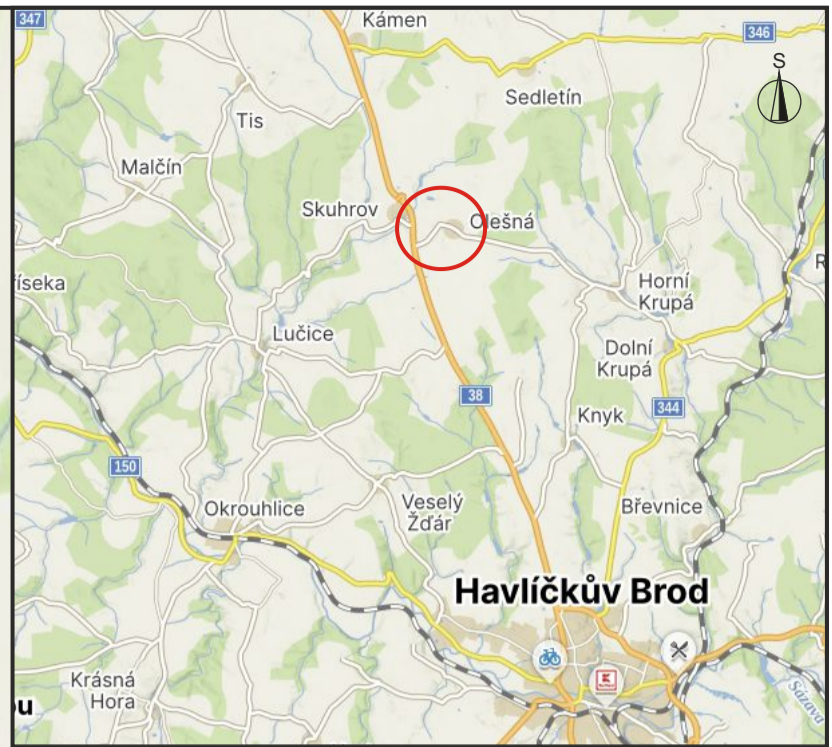 347
Kámen
346
S
Sedletín
Tis
Malčín
Skuhrov
Olešná
R
říseka
Horní
Krupá
Lučice
Dolní
Krupá
38
344
Knyk
150
Okrouhlice
Veselý
Žďár
Břevnice
Havlíčkův Brod
K
Krásná
Hora
ou
Sázava